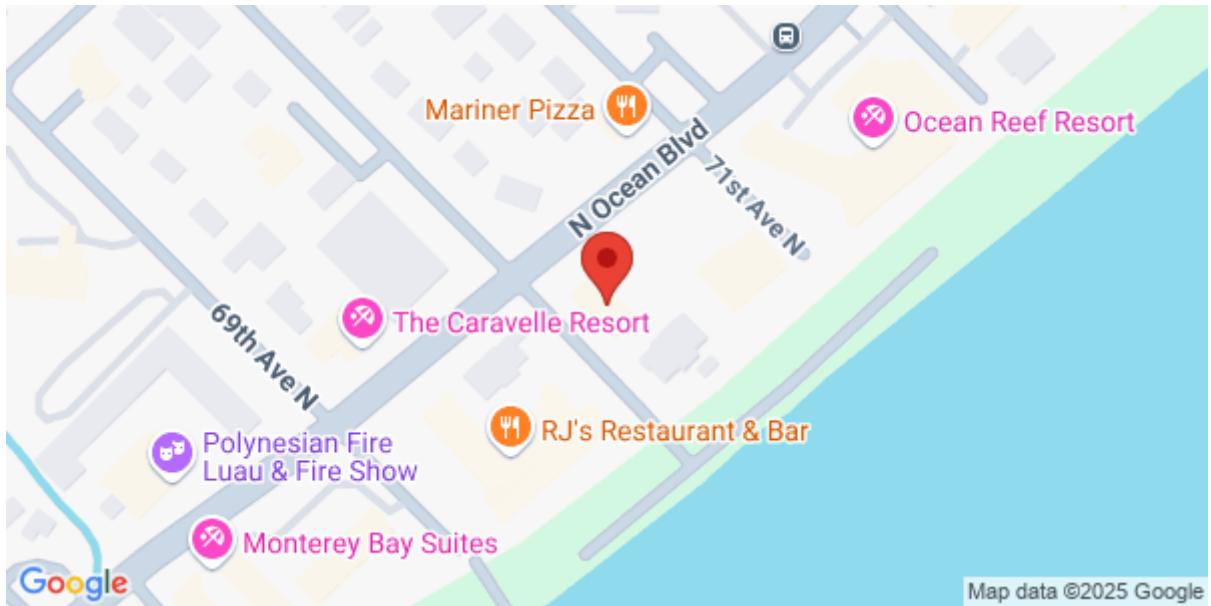 Mariner Pizza
Ocean Reef Resort
N Ocean Blvd
71st Ave N
The Caravelle Resort
69th Ave N
RJ's Restaurant & Bar
Polynesian Fire
Luau & Fire Show
Monterey Bay Suites
Google
Map data ©2025 Google